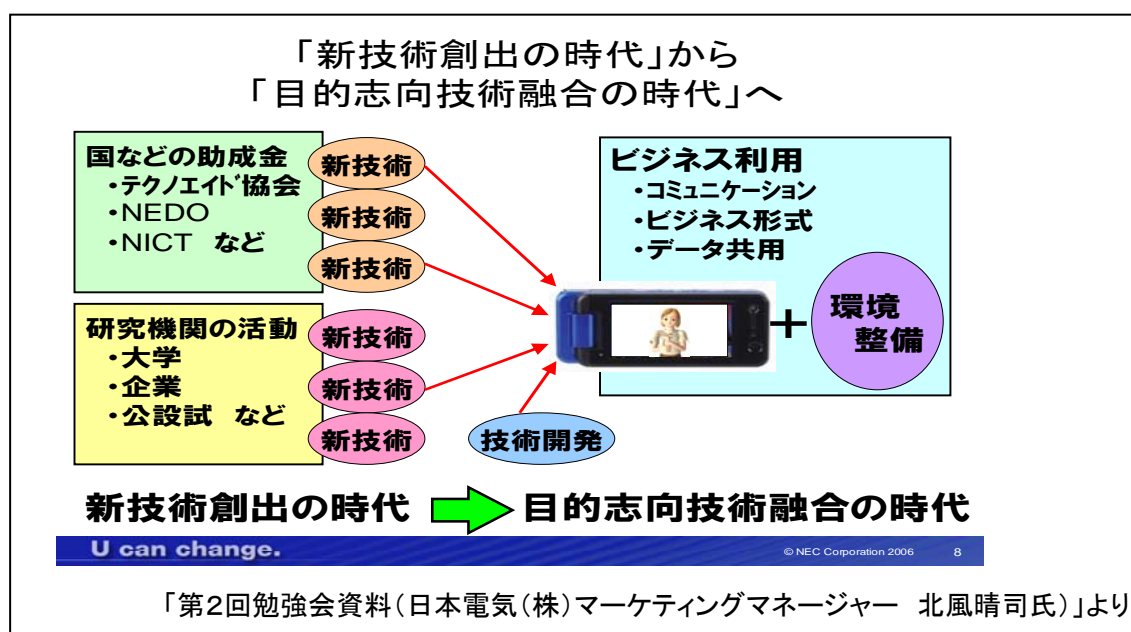 「新技術創出の時代」から
「目的志向技術融合の時代」へ
国などの助成金
・テクノエイド協会
・NEDO
・NICT など
新技術
新技術
新技術
研究機関の活動
・大学
・企業
・公設試 など
新技術
新技術
新技術
技術開発
ビジネス利用
・コミュニケーション
・ビジネス形式
・データ共用
+
環境
整備
新技術創出の時代
目的志向技術融合の時代
U can change.
© NEC Corporation 2006
8
「第2回勉強会資料(日本電気(株)マーケティングマネージャー 北風晴司氏)」より